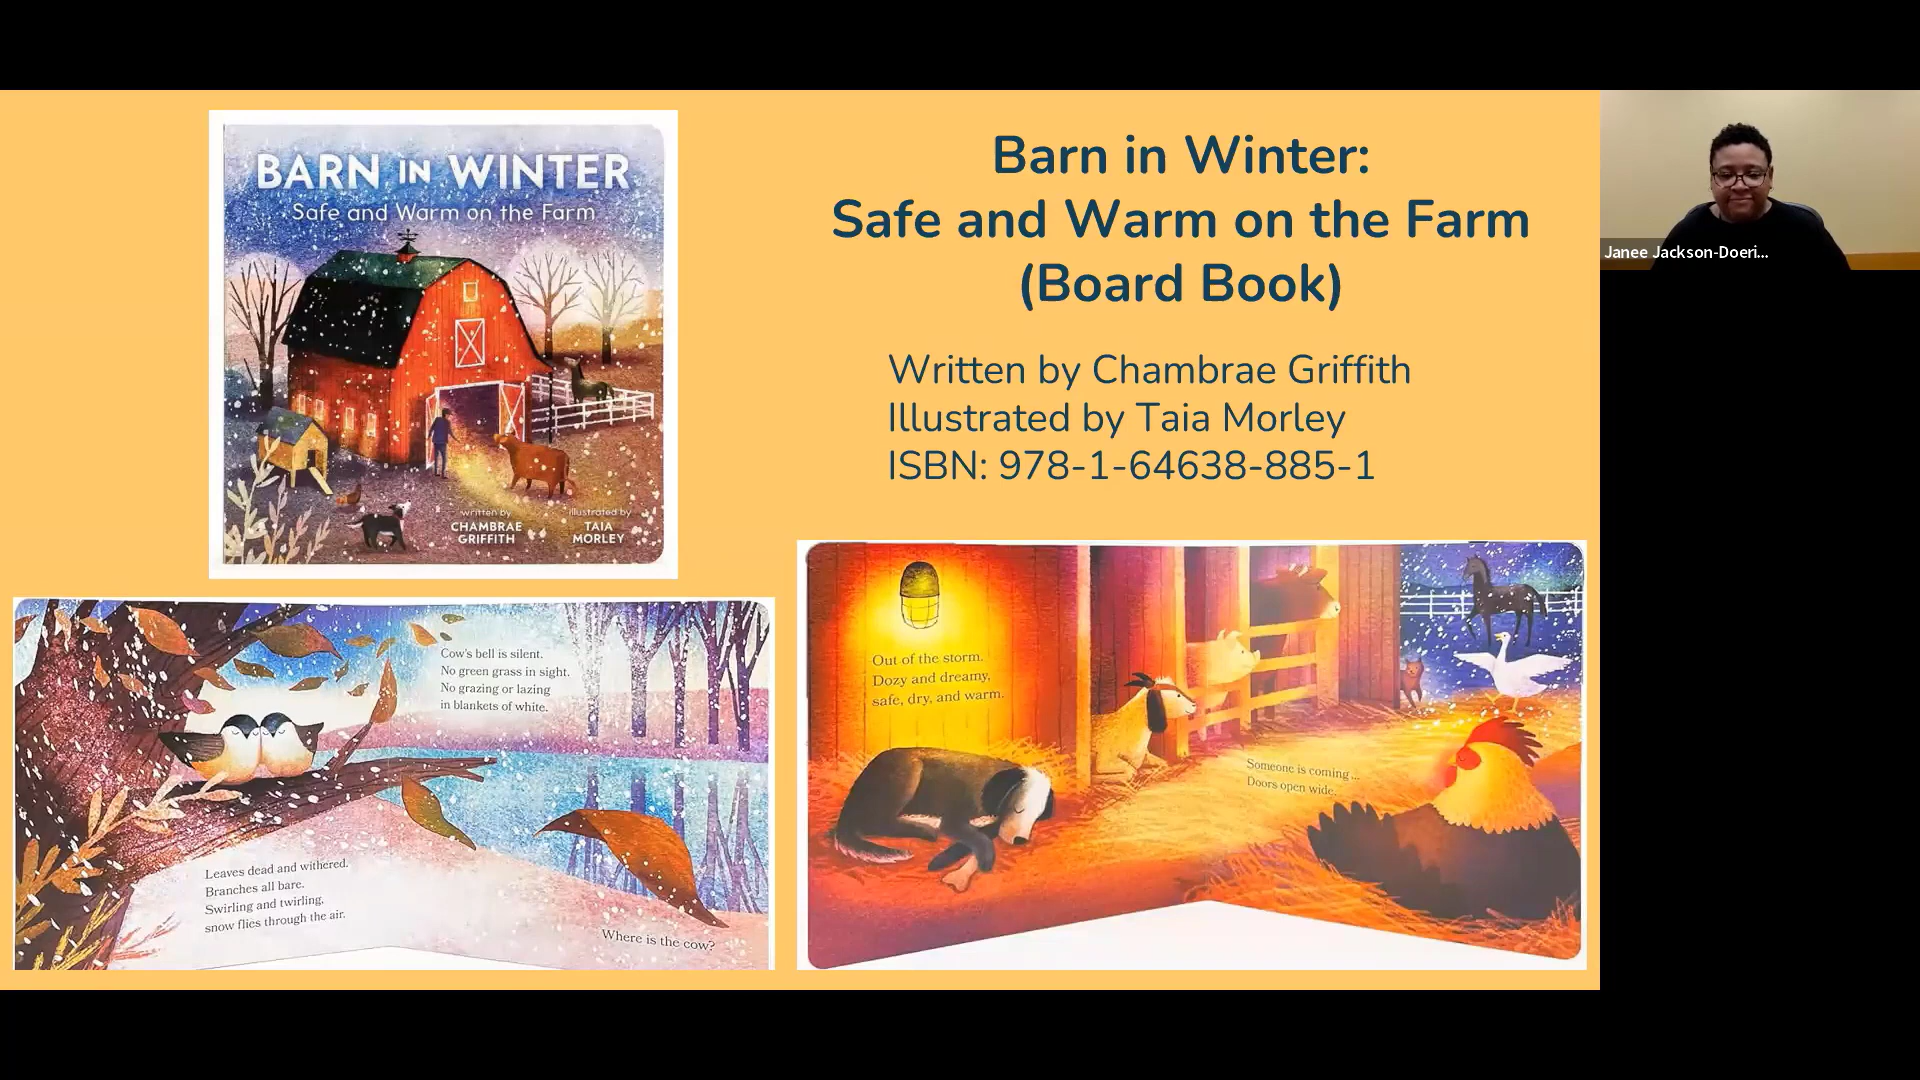 BARN IN WINTER
Safe and Warm on the Farm
written by
CHAMBRAE
GRIFFITH
illustrated by
TAIA
MORLEY
Barn in Winter:
Safe and Warm on the Farm
(Board Book)
Written by Chambrae Griffith
Illustrated by Taia Morley
ISBN: 978-1-64638-885-1
Janee Jackson-Doeri...
Cow's bell is silent.
No green grass in sight.
No grazing or lazing
in blankets of white.
Leaves dead and withered.
Branches all bare.
Swirling and twirling,
snow flies through the air.
Where is the cow?
Out of the storm.
Dozy and dreamy,
safe, dry, and warm.
Someone is coming...
Doors open wide.